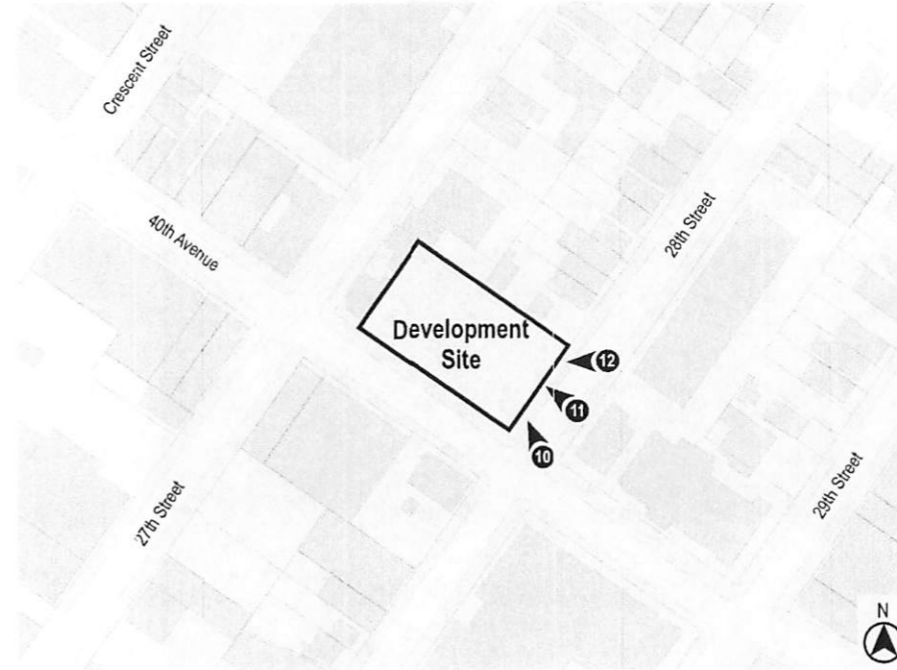 Crescent Street
40th Avenue
28th Street
Development
Site
12
11
10
27th Street
29th Street
N